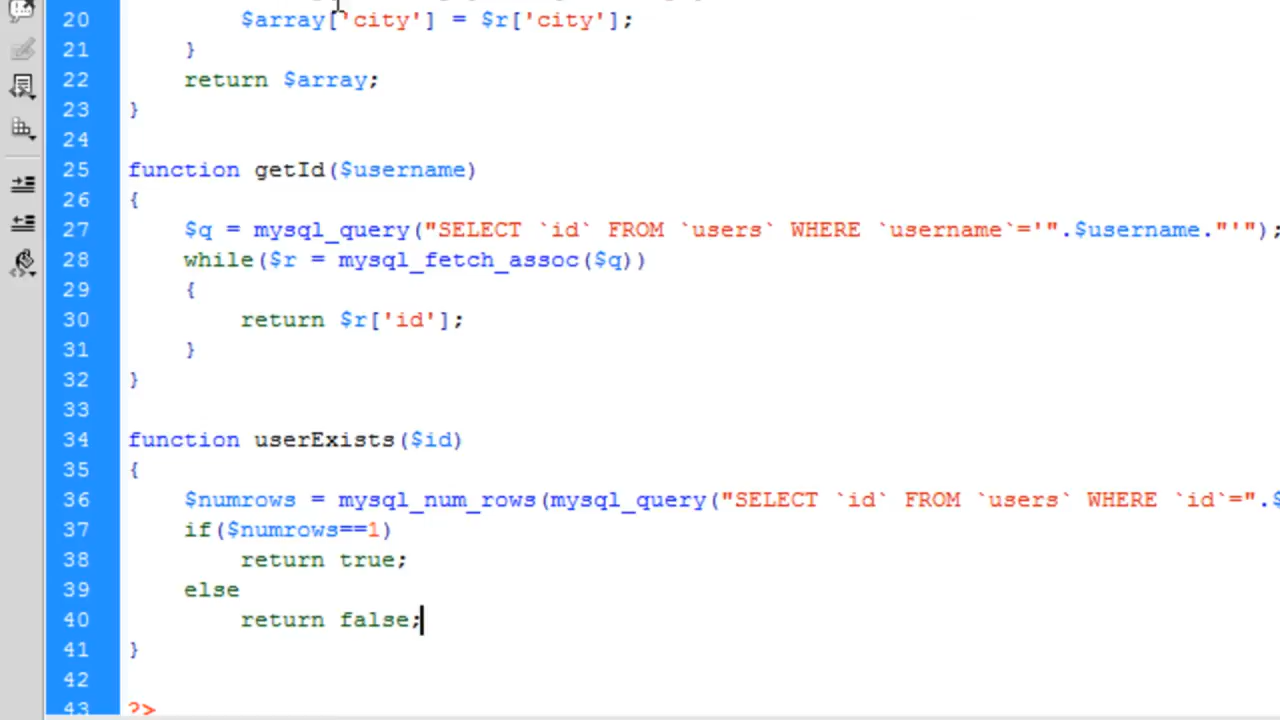 20 $array['city'] = $r['city'];
21 }
22 return $array;
23 }
24
25 function getId($username)
26 {
27 $q = mysql_query("SELECT `id` FROM `users` WHERE `username`='".$username."'");
28 while($r = mysql_fetch_assoc($q))
29 {
30 return $r['id'];
31 }
32 }
33
34 function userExists($id)
35 {
36 $numrows = mysql_num_rows(mysql_query("SELECT `id` FROM `users` WHERE `id`=".$
37 if($numrows==1)
38 return true;
39 else
40 return false;
41 }
42
43 ?>